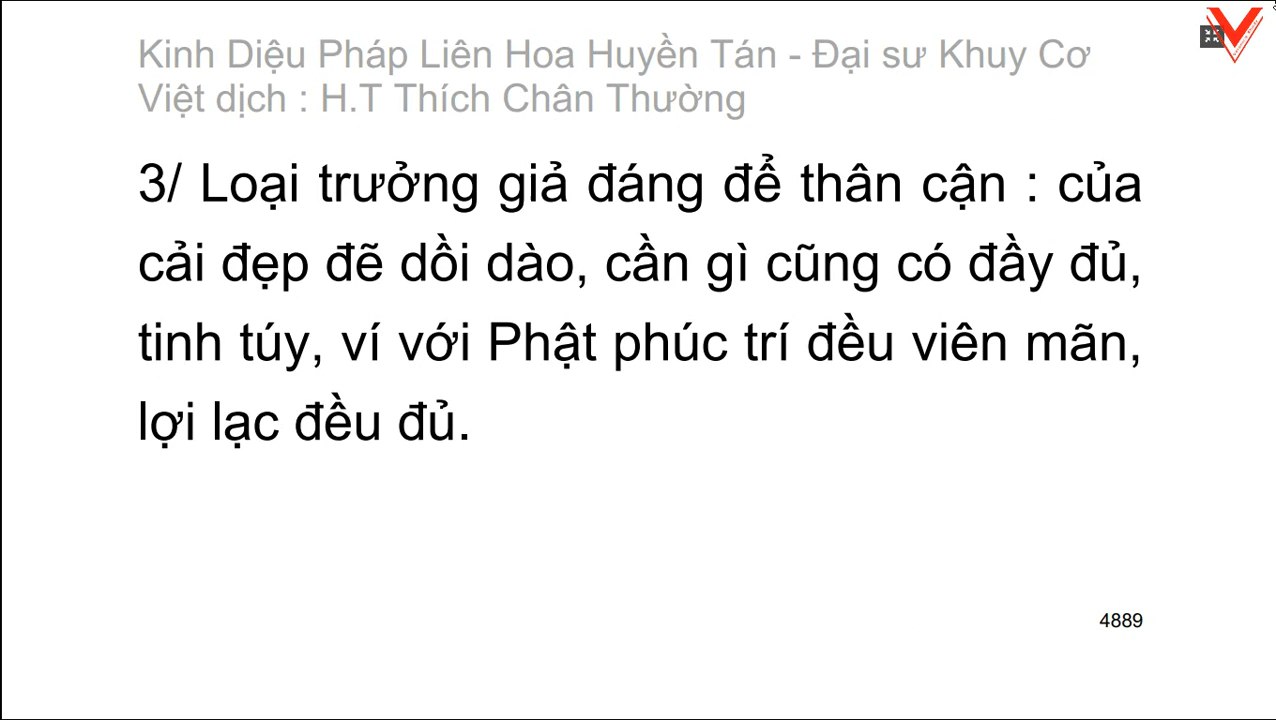 Kinh Diệu Pháp Liên Hoa Huyền Tán - Đại sư Khuy Cơ
Việt dịch : H.T Thích Chân Thường
3/ Loại trưởng giả đáng để thân cận : của
cải đẹp đẽ dồi dào, cần gì cũng có đầy đủ,
tinh túy, ví với Phật phúc trí đều viên mãn,
lợi lạc đều đủ.
4889